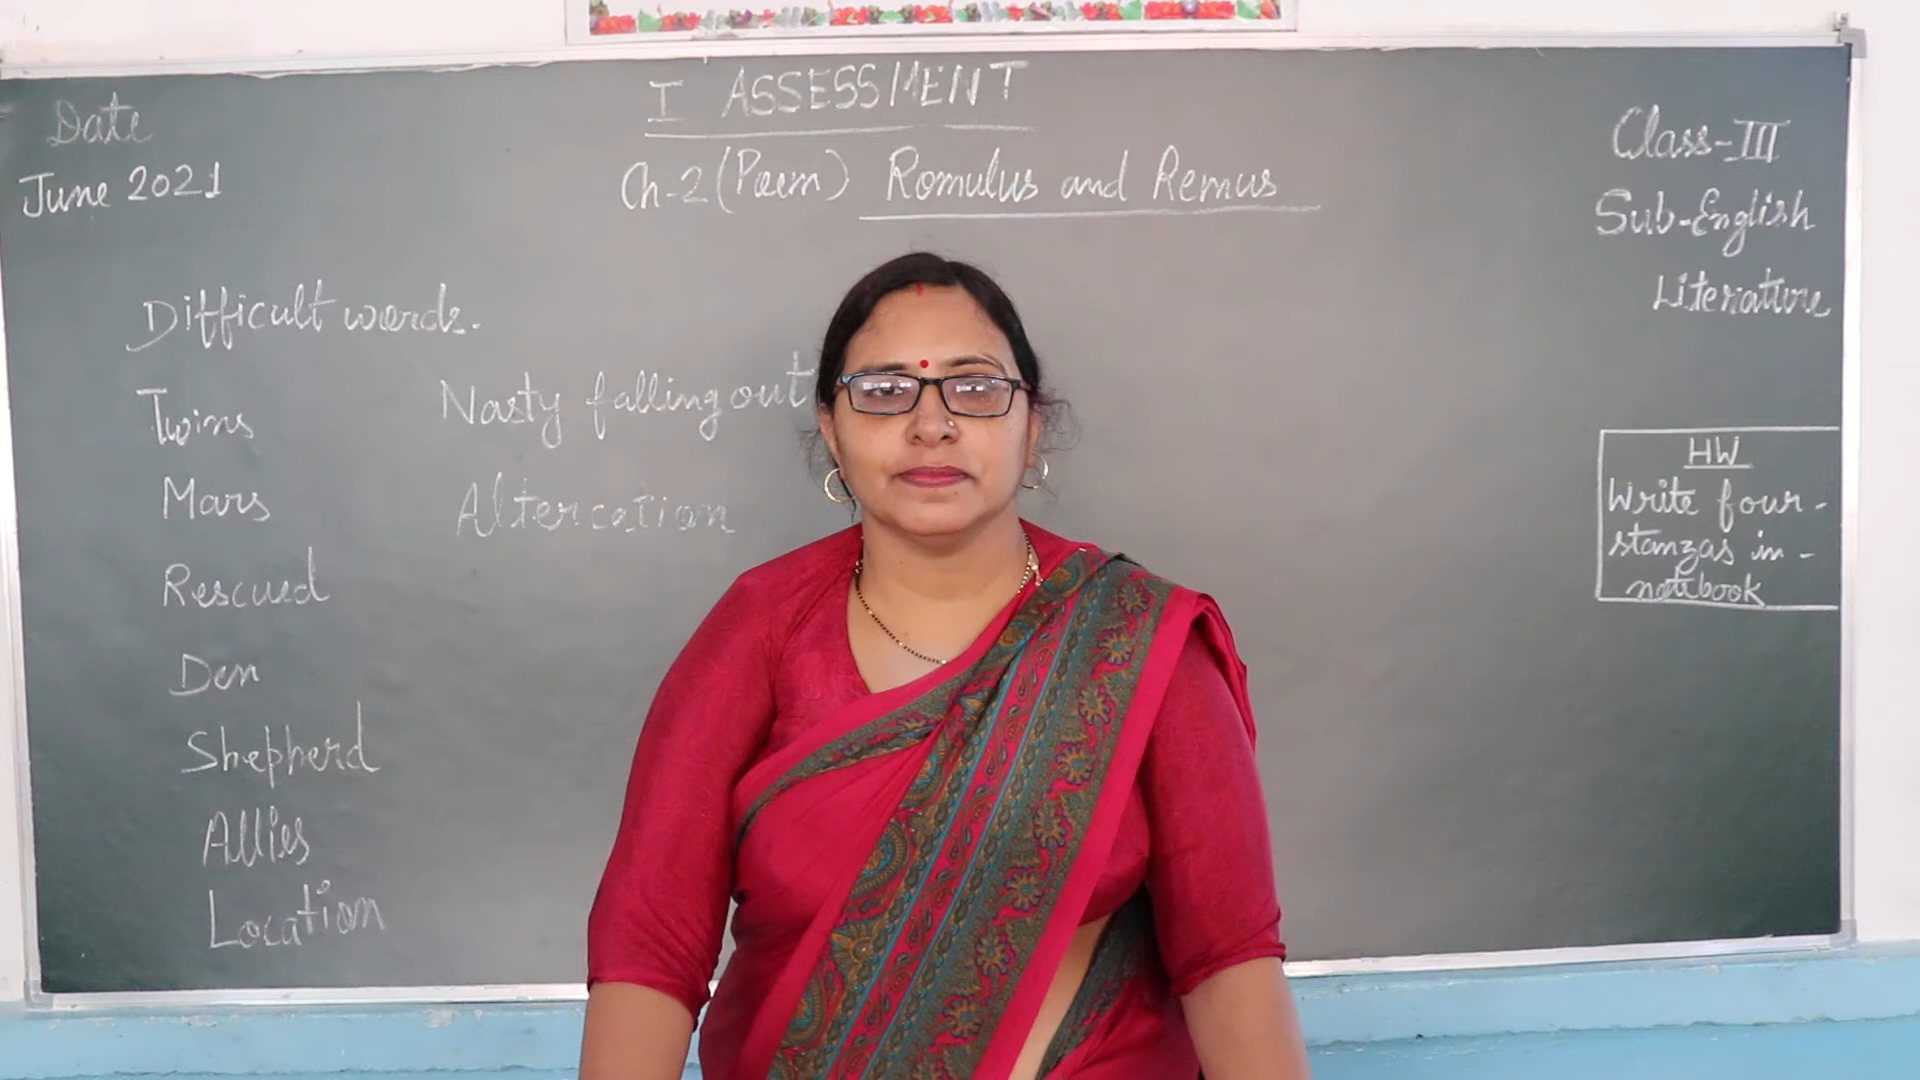 Date
June 2021
I ASSESSMENT
Ch-2 (Poem) Romulus and Remus
Class-III
Sub-English
Literature
Difficult words.
Twins
Mars
Rescued
Den
Shepherd
Allies
Location
Nasty falling out
Altercation
HW
Write four-
stanzas in-
notebook